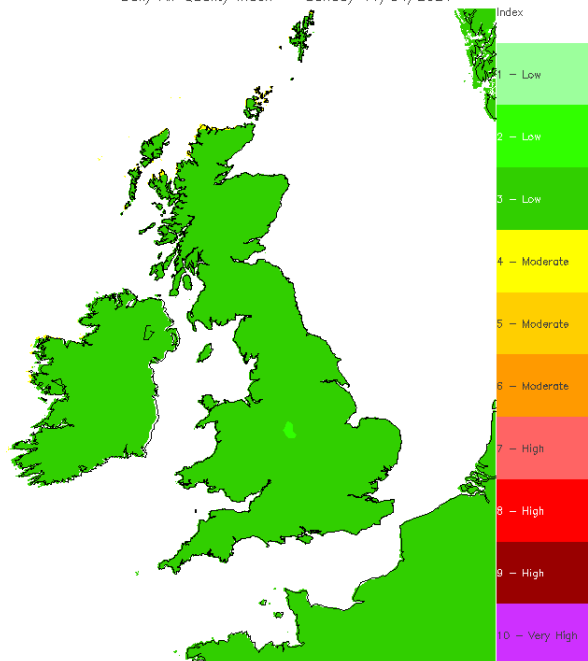 Index
1 - Low
2 - Low
3 - Low
4 - Moderate
5 - Moderate
6 - Moderate
7 - High
8 - High
9 - High
10 - Very High